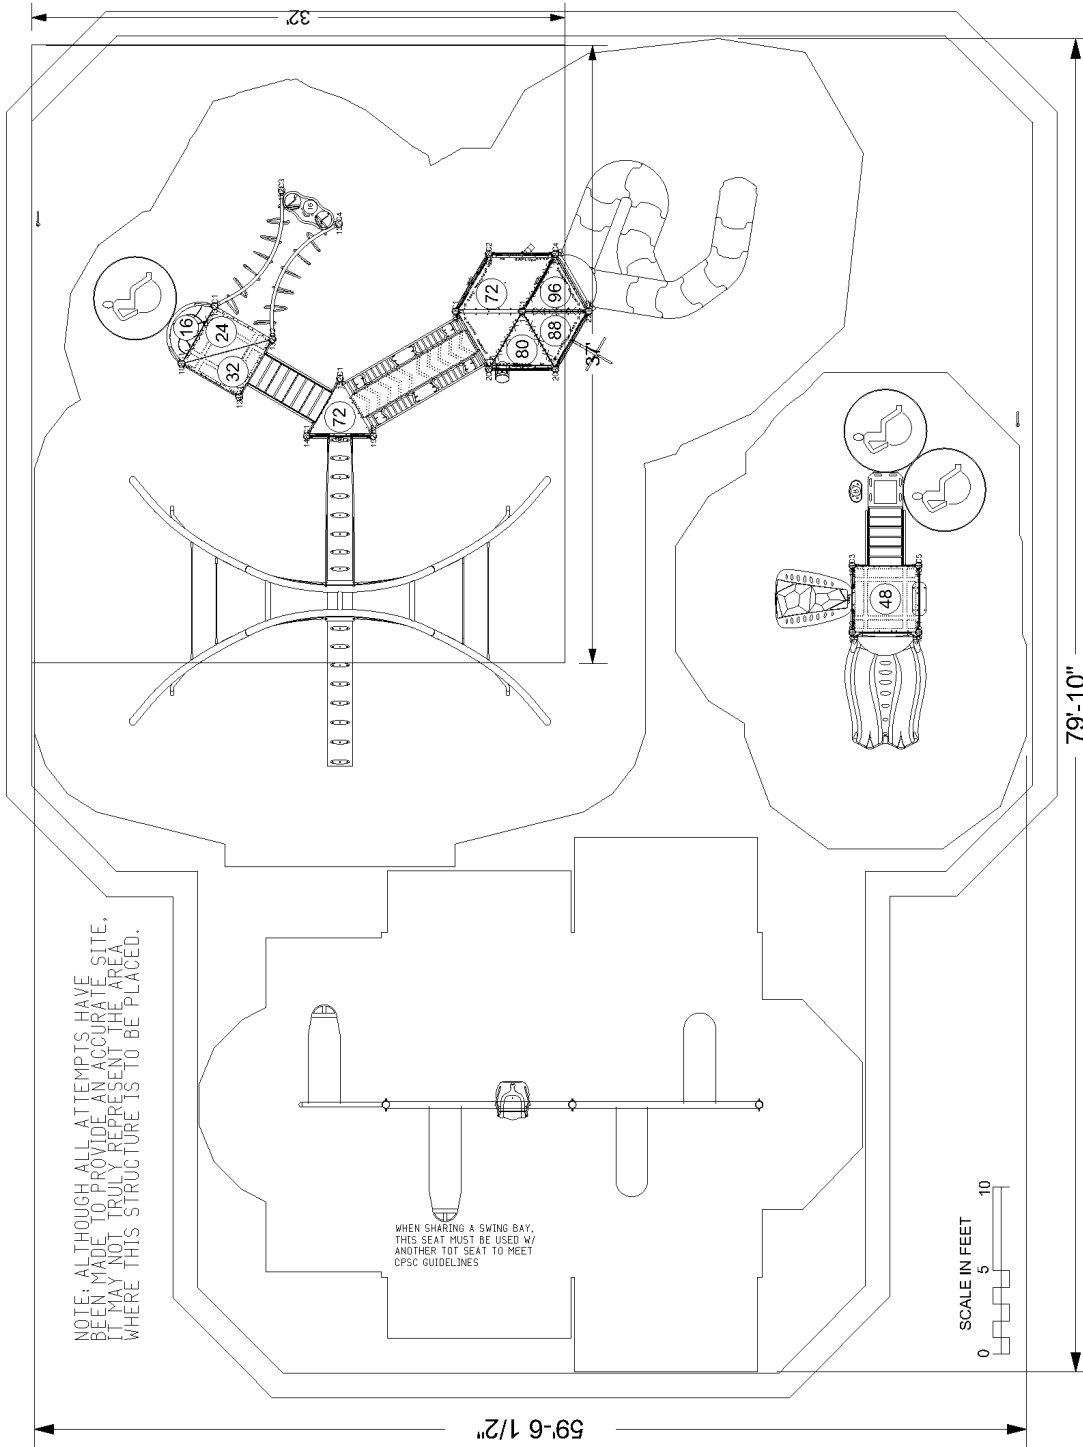 32'
37'
79'-10"
59'-6 1/2"
16
24
32
72
72
80
88
96
16
48
NOTE: ALTHOUGH ALL ATTEMPTS HAVE
BEEN MADE TO PROVIDE AN ACCURATE SITE,
IT MAY NOT TRULY REPRESENT THE AREA
WHERE THIS STRUCTURE IS TO BE PLACED.
WHEN SHARING A SWING BAY,
THIS SEAT MUST BE USED W/
ANOTHER TOT SEAT TO MEET
CPSC GUIDELINES
SCALE IN FEET
0 5 10